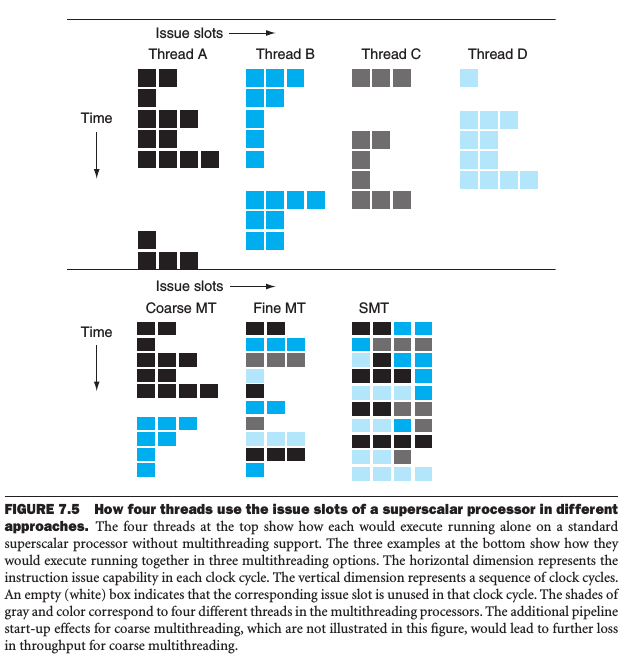 Issue slots
Thread A Thread B Thread C Thread D
Time
Issue slots
Coarse MT Fine MT SMT
Time
FIGURE 7.5 How four threads use the issue slots of a superscalar processor in different
approaches. The four threads at the top show how each would execute running alone on a standard
superscalar processor without multithreading support. The three examples at the bottom show how they
would execute running together in three multithreading options. The horizontal dimension represents the
instruction issue capability in each clock cycle. The vertical dimension represents a sequence of clock cycles.
An empty (white) box indicates that the corresponding issue slot is unused in that clock cycle. The shades of
gray and color correspond to four different threads in the multithreading processors. The additional pipeline
start-up effects for coarse multithreading, which are not illustrated in this figure, would lead to further loss
in throughput for coarse multithreading.